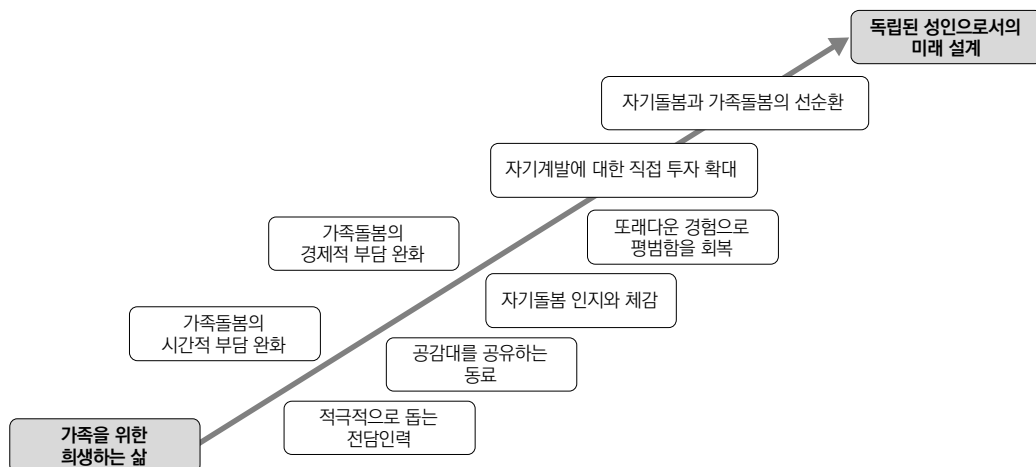 독립된 성인으로서의
미래 설계
자기돌봄과 가족돌봄의 선순환
자기계발에 대한 직접 투자 확대
또래다운 경험으로
평범함을 회복
가족돌봄의
경제적 부담 완화
자기돌봄 인지와 체감
가족돌봄의
시간적 부담 완화
공감대를 공유하는
동료
적극적으로 돕는
전담인력
가족을 위한
희생하는 삶